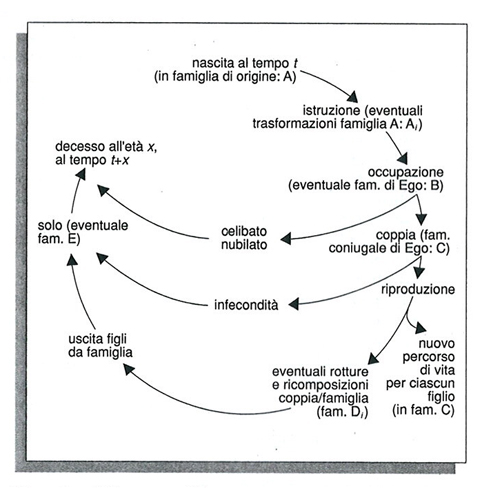 nascita al tempo t
(in famiglia di origine: A)
istruzione (eventuali
trasformazioni famiglia A: Ai)
occupazione
(eventuale fam. di Ego: B)
coppia (fam.
coniugale di Ego: C)
riproduzione
nuovo
percorso
di vita
per ciascun
figlio
(in fam. C)
eventuali rotture
e ricomposizioni
coppia/famiglia
(fam. Di)
uscita figli
da famiglia
infecondità
celibato
nubilato
solo (eventuale
fam. E)
decesso all'età x,
al tempo t+x